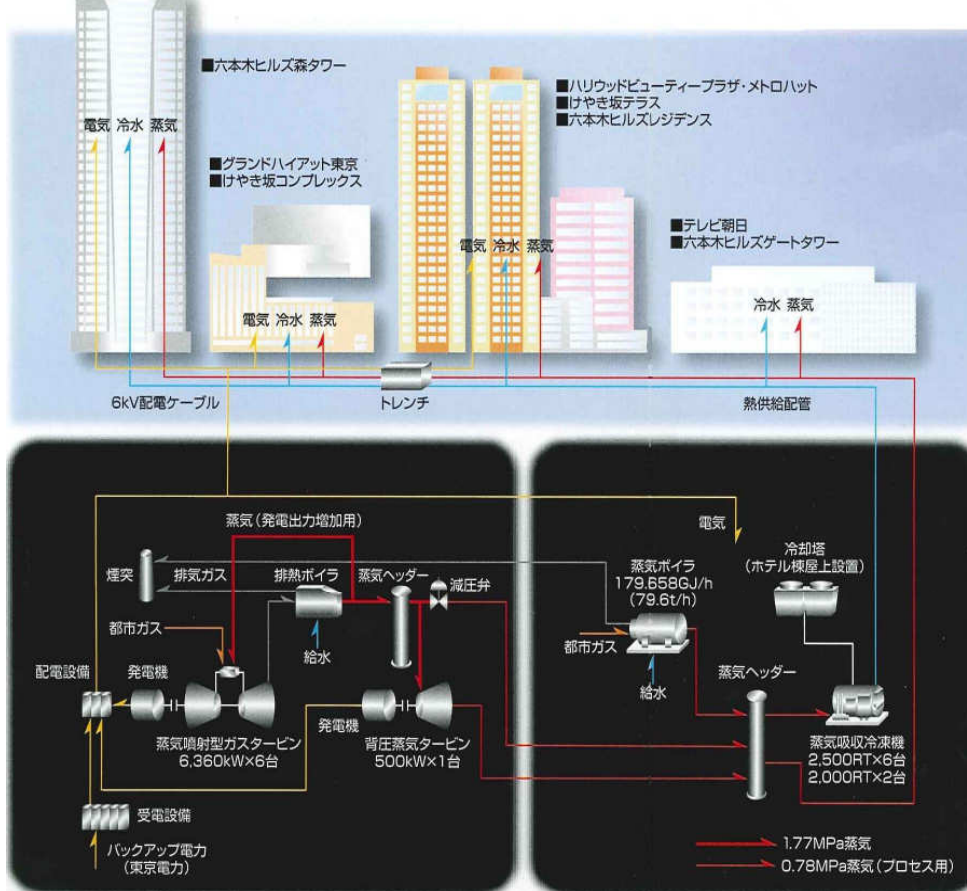 ■六本木ヒルズ森タワー
電気 冷水 蒸気
■グランドハイアット東京
■けやき坂コンプレックス
電気 冷水 蒸気
■ハリウッドビューティープラザ・メトロハット
■けやき坂テラス
■六本木ヒルズレジデンス
電気 冷水 蒸気
■テレビ朝日
■六本木ヒルズゲートタワー
冷水 蒸気
6kV配電ケーブル
トレンチ
熱供給配管
蒸気(発電出力増加用)
煙突
排気ガス
排熱ボイラ
蒸気ヘッダー
減圧弁
都市ガス
給水
配電設備
発電機
蒸気噴射型ガスタービン
6,360kW×6台
発電機
背圧蒸気タービン
500kW×1台
受電設備
バックアップ電力
(東京電力)
電気
冷却塔
(ホテル棟屋上設置)
蒸気ボイラ
179.658GJ/h
(79.6t/h)
都市ガス
給水
蒸気ヘッダー
蒸気吸収冷凍機
2,500RT×6台
2,000RT×2台
1.77MPa蒸気
0.78MPa蒸気(プロセス用)